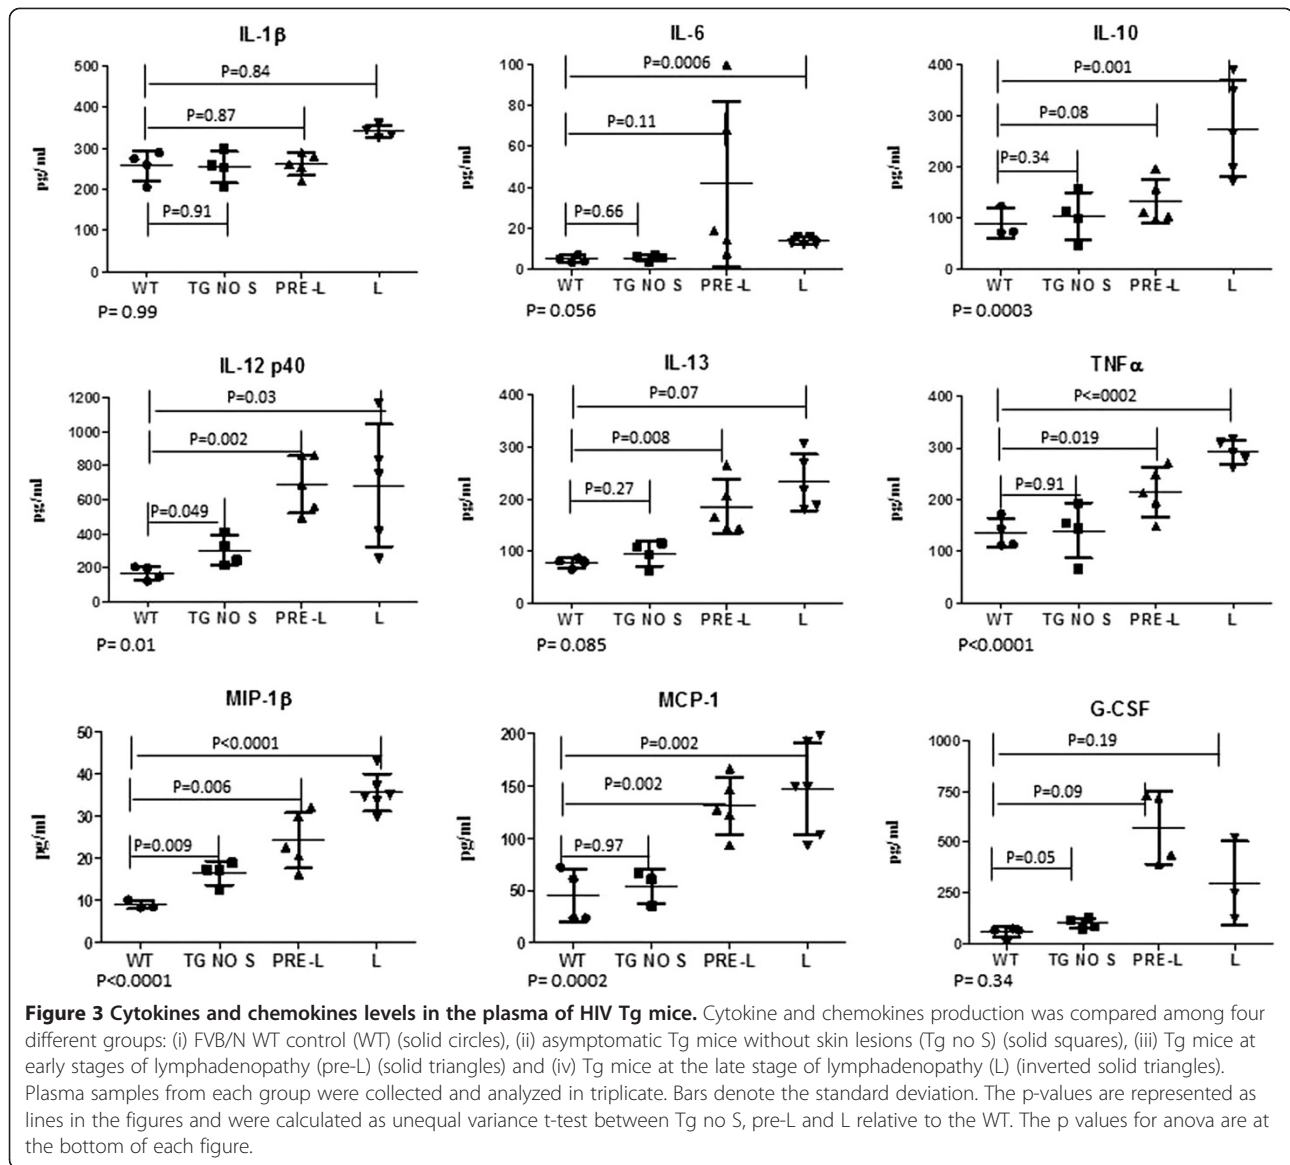 IL-1β
pg/ml
500
400
300
200
100
0
P=0.84
P=0.87
P=0.91
WT TG NO S PRE-L L
P= 0.99
IL-6
pg/ml
100
80
60
40
20
0
P=0.0006
P=0.11
P=0.66
WT TG NO S PRE-L L
P= 0.056
IL-10
pg/ml
400
300
200
100
0
P=0.001
P=0.08
P=0.34
WT TG NO S PRE-L L
P= 0.0003
IL-12 p40
pg/ml
1200
1000
800
600
400
200
0
P=0.03
P=0.002
P=0.049
WT TG NO S PRE-L L
P= 0.01
IL-13
pg/ml
400
300
200
100
0
P=0.07
P=0.008
P=0.27
WT TG NO S PRE-L L
P= 0.085
TNFα
pg/ml
400
300
200
100
0
P<=0002
P=0.019
P=0.91
WT TG NO S PRE-L L
P<0.0001
MIP-1β
pg/ml
50
40
30
20
10
0
P<0.0001
P=0.006
P=0.009
WT TG NO S PRE-L L
P<0.0001
MCP-1
pg/ml
200
150
100
50
0
P=0.002
P=0.002
P=0.97
WT TG NO S PRE-L L
P= 0.0002
G-CSF
pg/ml
1000
750
500
250
0
P=0.19
P=0.09
P=0.05
WT TG NO S PRE-L L
P= 0.34
Figure 3 Cytokines and chemokines levels in the plasma of HIV Tg mice. Cytokine and chemokines production was compared among four
different groups: (i) FVB/N WT control (WT) (solid circles), (ii) asymptomatic Tg mice without skin lesions (Tg no S) (solid squares), (iii) Tg mice at
early stages of lymphadenopathy (pre-L) (solid triangles) and (iv) Tg mice at the late stage of lymphadenopathy (L) (inverted solid triangles).
Plasma samples from each group were collected and analyzed in triplicate. Bars denote the standard deviation. The p-values are represented as
lines in the figures and were calculated as unequal variance t-test between Tg no S, pre-L and L relative to the WT. The p values for anova are at
the bottom of each figure.